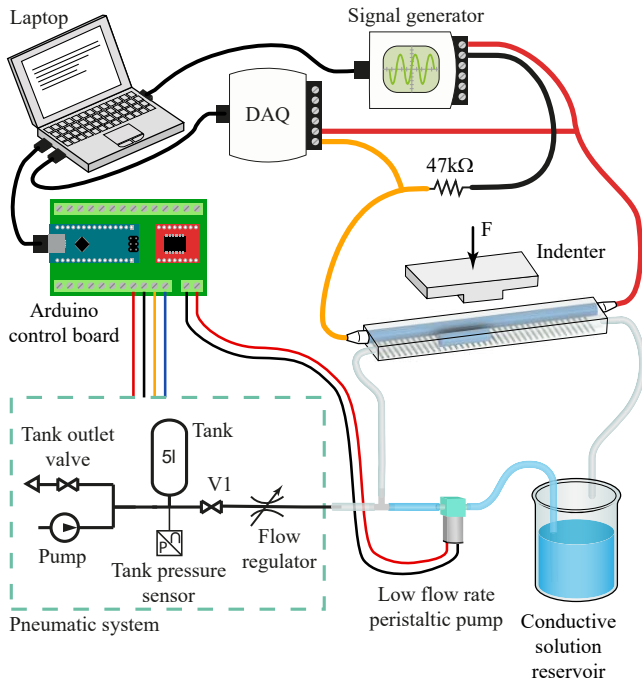 Laptop
Signal generator
DAQ
47kΩ
F
Indenter
Arduino
control board
Tank outlet
valve
Tank
5l
V1
Pump
P
Flow
regulator
Tank pressure
sensor
Pneumatic system
Low flow rate
peristaltic pump
Conductive
solution
reservoir